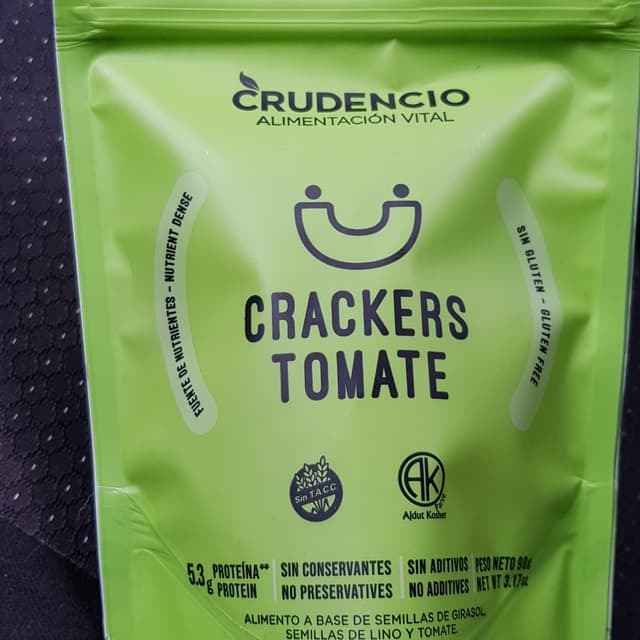 CRUDENCIO
ALIMENTACIÓN VITAL
FUENTE DE NUTRIENTES - NUTRIENT DENSE
SIN GLUTEN - GLUTEN FREE
CRACKERS
TOMATE
Sin T.A.C.C
AK
Parve
Ajdut Kosher
5.3 g PROTEÍNA**
PROTEIN
SIN CONSERVANTES
NO PRESERVATIVES
SIN ADITIVOS
NO ADDITIVES
PESO NETO 90g
NET WT 3.17oz
ALIMENTO A BASE DE SEMILLAS DE GIRASOL,
SEMILLAS DE LINO Y TOMATE.